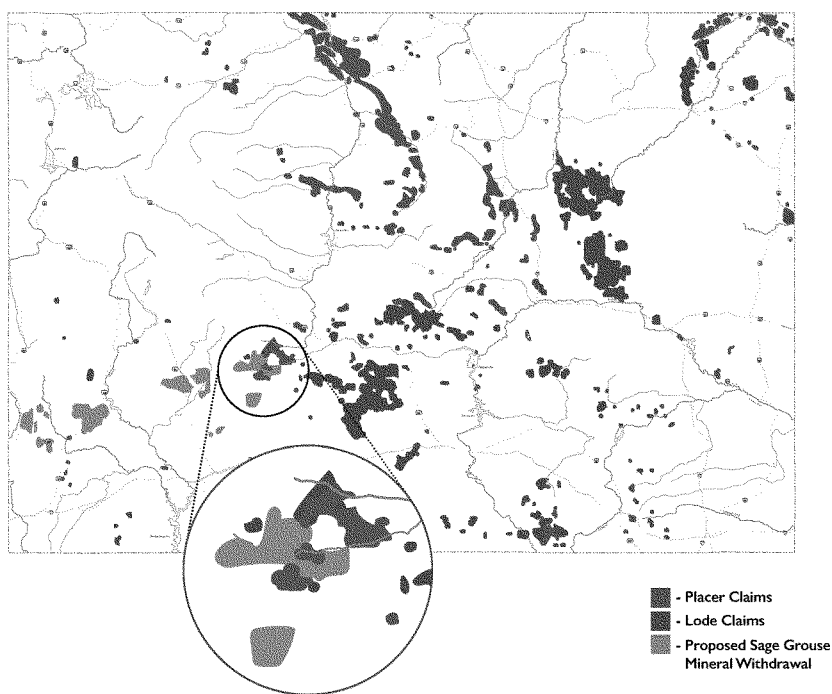 - Placer Claims
- Lode Claims
- Proposed Sage Grouse
Mineral Withdrawal